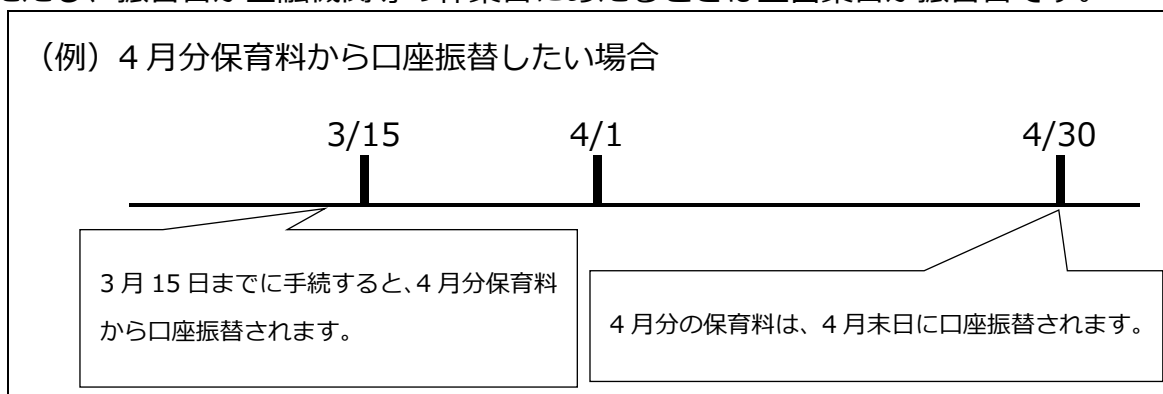 （例）４月分保育料から口座振替したい場合
3/15 4/1 4/30
3月15日までに手続すると、4月分保育料
から口座振替されます。
4月分の保育料は、4月末日に口座振替されます。